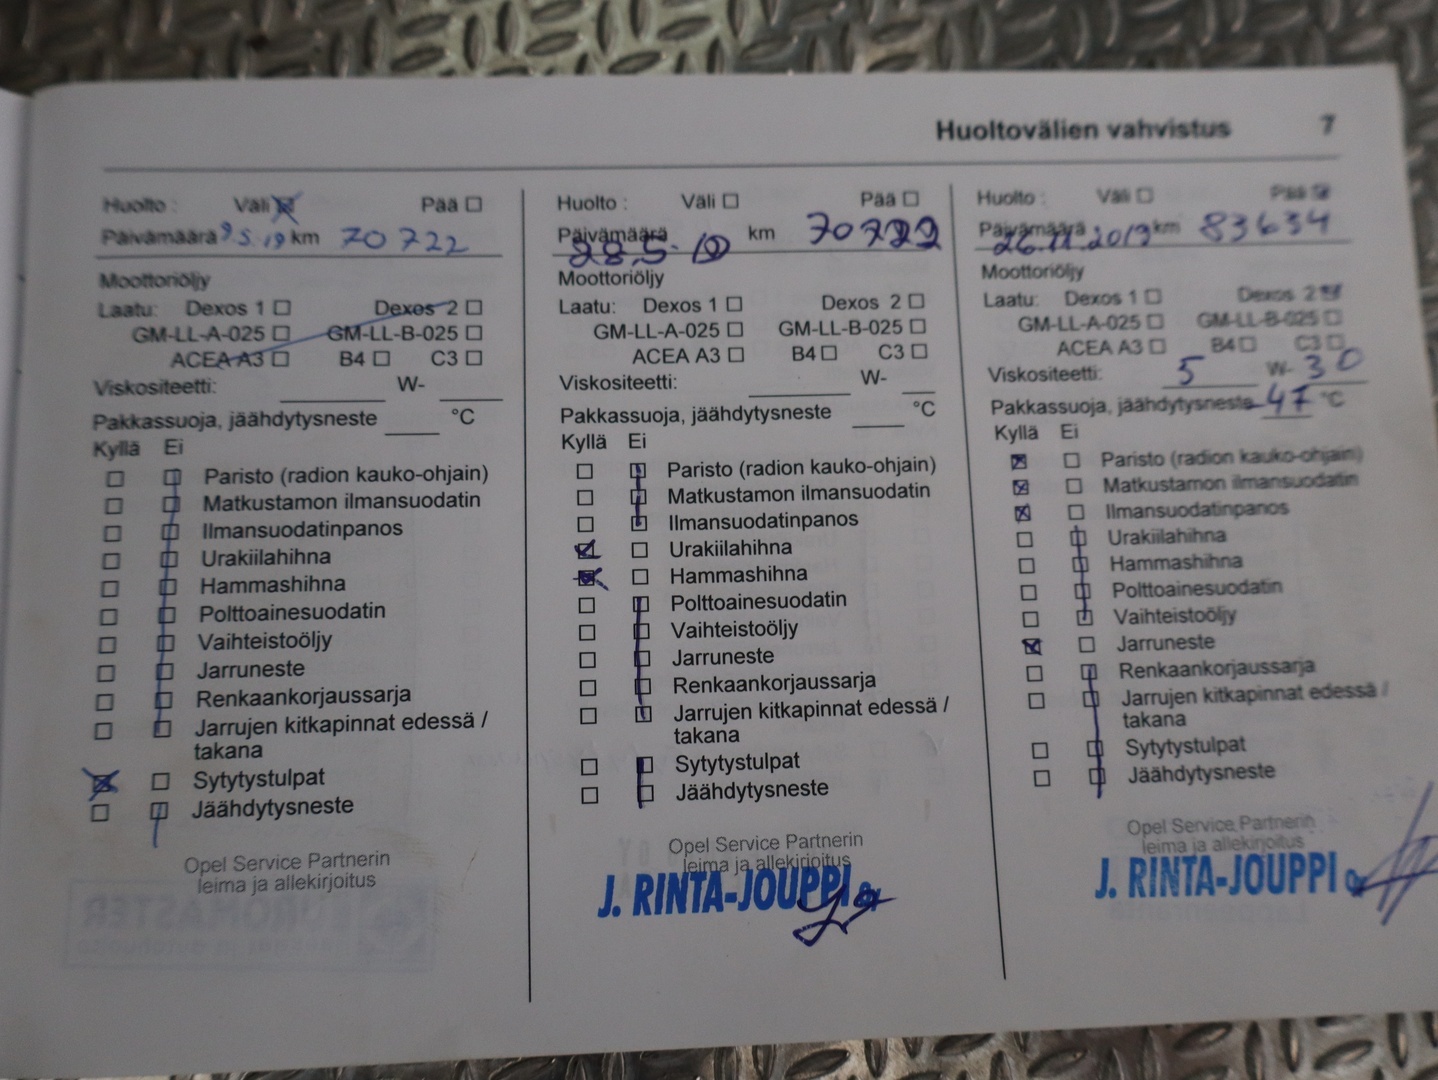 Huoltovälien vahvistus 7
Huolto : Väli ☒ Pää ☐
Päivämäärä 9.5.19 km 70 722
Moottoriöljy
Laatu: Dexos 1 ☐ Dexos 2 ☐
GM-LL-A-025 ☐ GM-LL-B-025 ☐
ACEA A3 ☐ B4 ☐ C3 ☐
Viskositeetti: W-
Pakkassuoja, jäähdytysneste °C
Kyllä Ei
Paristo (radion kauko-ohjain)
Matkustamon ilmansuodatin
Ilmansuodatinpanos
Urakiilahihna
Hammashihna
Polttoainesuodatin
Vaihteistoöljy
Jarruneste
Renkaankorjaussarja
Jarrujen kitkapinnat edessä /
takana
Sytytystulpat
Jäähdytysneste
Opel Service Partnerin
leima ja allekirjoitus
Huolto : Väli ☐ Pää ☐
Päivämäärä 28.5.19 km 70722
Moottoriöljy
Laatu: Dexos 1 ☐ Dexos 2 ☐
GM-LL-A-025 ☐ GM-LL-B-025 ☐
ACEA A3 ☐ B4 ☐ C3 ☐
Viskositeetti: W-
Pakkassuoja, jäähdytysneste °C
Kyllä Ei
Paristo (radion kauko-ohjain)
Matkustamon ilmansuodatin
Ilmansuodatinpanos
Urakiilahihna
Hammashihna
Polttoainesuodatin
Vaihteistoöljy
Jarruneste
Renkaankorjaussarja
Jarrujen kitkapinnat edessä /
takana
Sytytystulpat
Jäähdytysneste
Opel Service Partnerin
leima ja allekirjoitus
J. RINTA-JOUPPI Oy
Huolto : Väli ☐ Pää ☒
Päivämäärä 26.11.2019 km 83634
Moottoriöljy
Laatu: Dexos 1 ☐ Dexos 2 ☒
GM-LL-A-025 ☐ GM-LL-B-025 ☐
ACEA A3 ☐ B4 ☐ C3 ☐
Viskositeetti: 5 W- 30
Pakkassuoja, jäähdytysneste -47 °C
Kyllä Ei
Paristo (radion kauko-ohjain)
Matkustamon ilmansuodatin
Ilmansuodatinpanos
Urakiilahihna
Hammashihna
Polttoainesuodatin
Vaihteistoöljy
Jarruneste
Renkaankorjaussarja
Jarrujen kitkapinnat edessä /
takana
Sytytystulpat
Jäähdytysneste
Opel Service Partnerin
leima ja allekirjoitus
J. RINTA-JOUPPI Oy